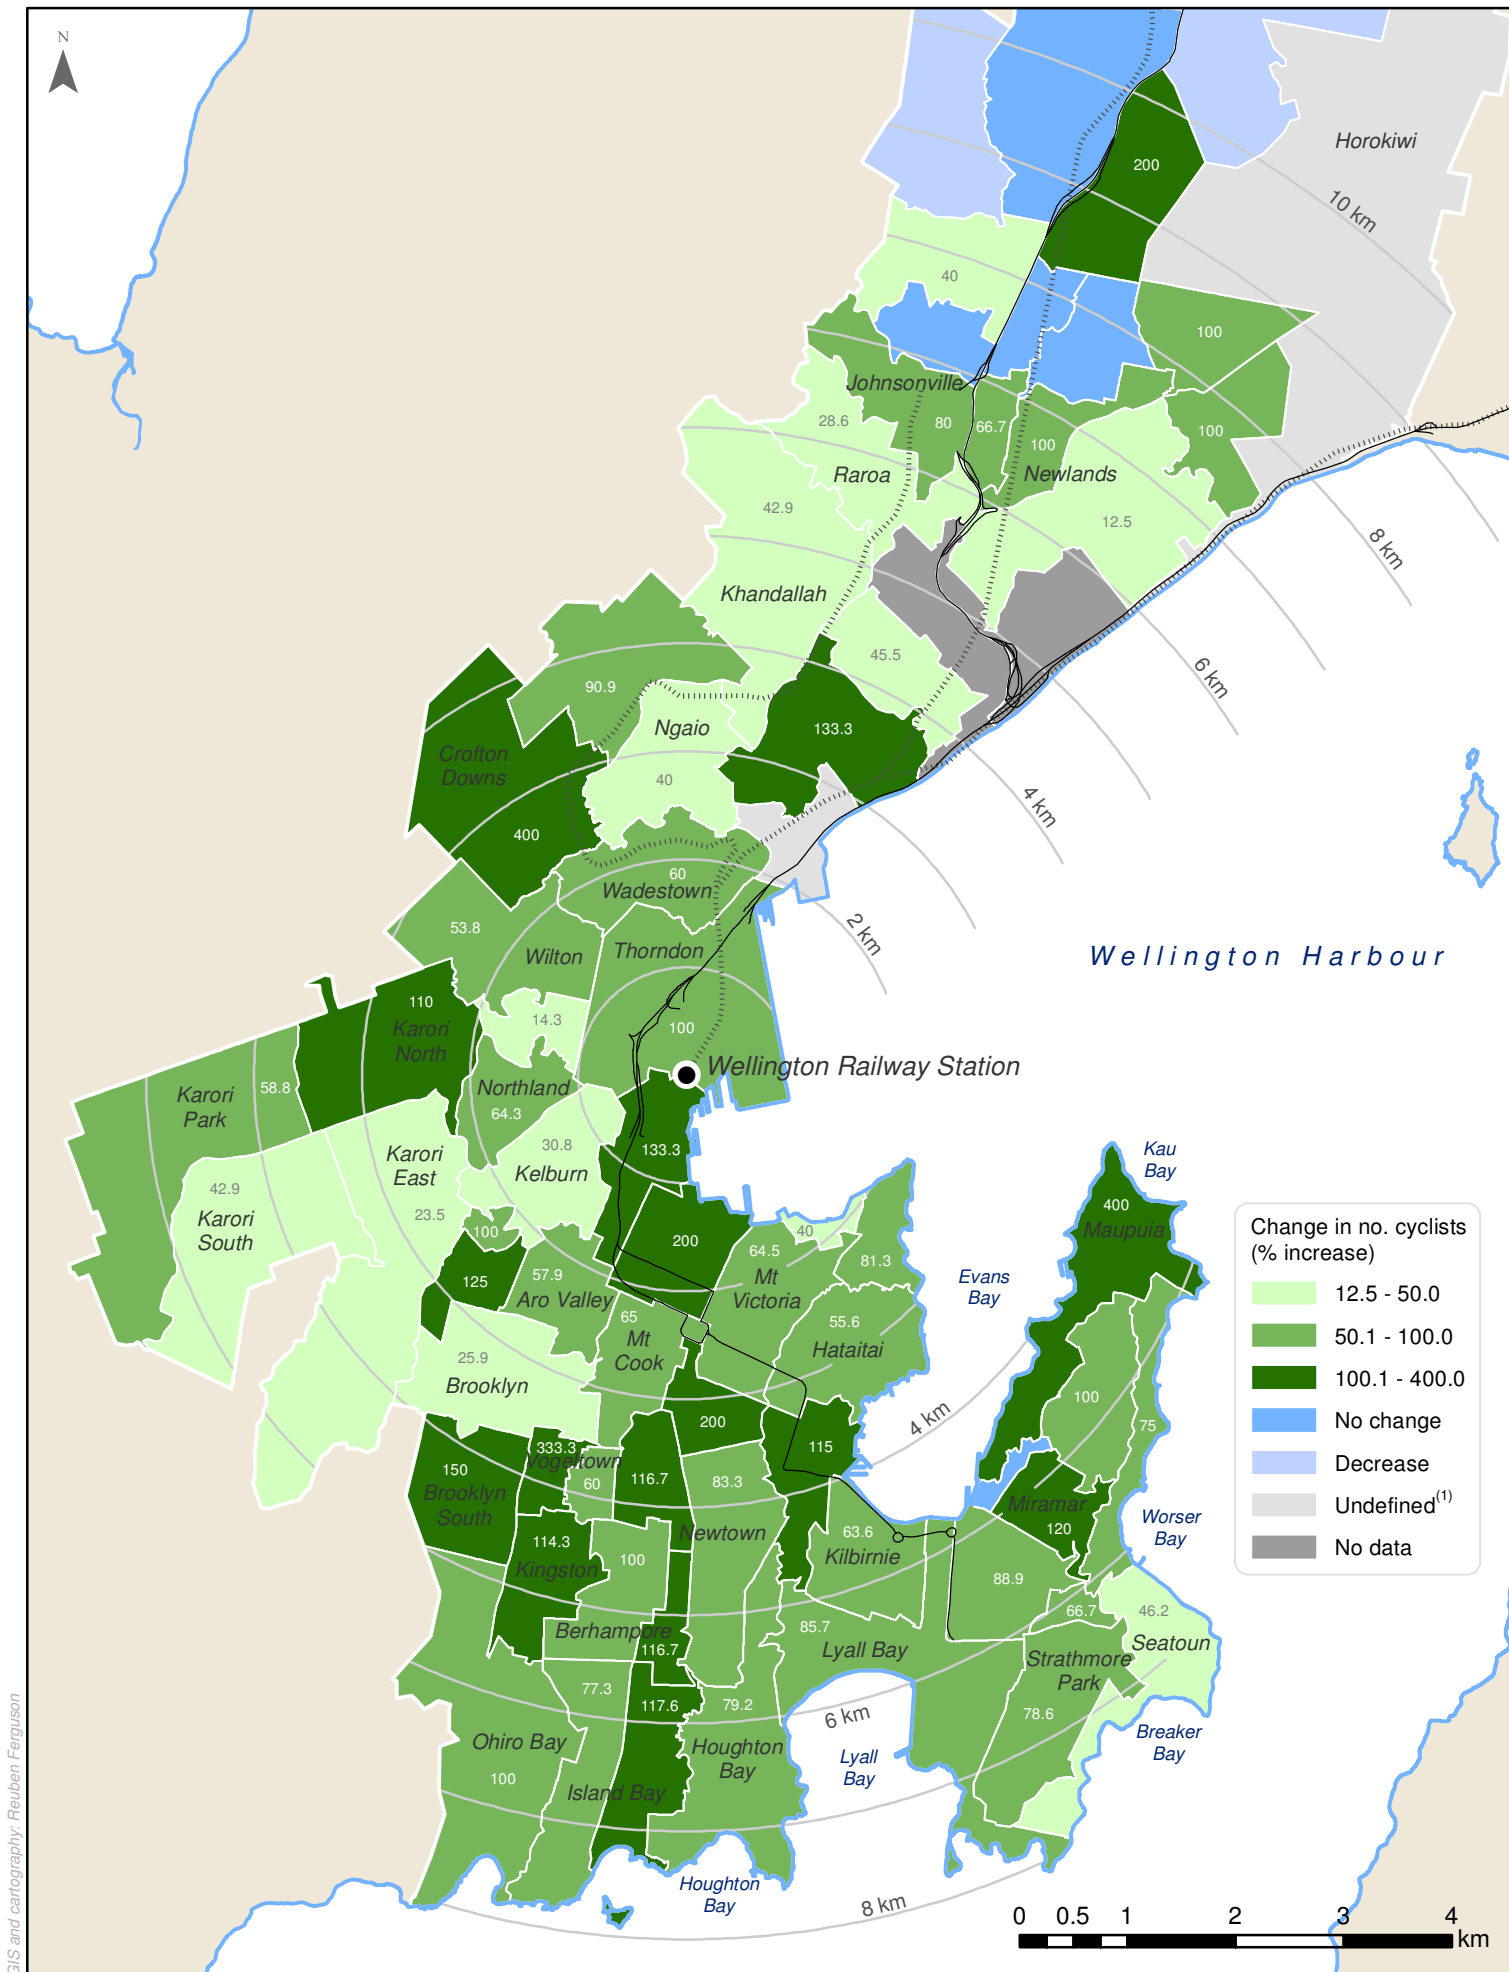 N
Horokiwi
200
10 km
40
100
Johnsonville
28.6
80
66.7
100
100
Raroa
Newlands
42.9
12.5
8 km
Khandallah
45.5
6 km
90.9
Ngaio
133.3
Crofton
Downs
40
4 km
400
60
Wadestown
2 km
53.8
Wilton
Thorndon
Wellington Harbour
110
Karori
North
14.3
100
Wellington Railway Station
58.8
Karori
Park
Northland
64.3
30.8
Kelburn
133.3
Karori
East
Kau
Bay
42.9
Karori
South
23.5
100
400
Maupuia
200
64.5
40
81.3
Mt
Victoria
Evans
Bay
125
57.9
Aro Valley
65
Mt
Cook
55.6
Hataitai
Change in no. cyclists
(% increase)
12.5 - 50.0
50.1 - 100.0
100.1 - 400.0
No change
Decrease
Undefined(1)
No data
25.9
Brooklyn
100
75
4 km
200
115
333.3
Vogeltown
150
Brooklyn
South
60
116.7
83.3
Miramar
120
Worser
Bay
Newtown
63.6
Kilbirnie
114.3
Kingston
100
88.9
66.7
46.2
Seatoun
Berhampore
116.7
85.7
Lyall Bay
Strathmore
Park
77.3
117.6
79.2
6 km
78.6
Ohiro Bay
100
Houghton
Bay
Lyall
Bay
Breaker
Bay
Island Bay
Houghton
Bay
8 km
0 0.5 1 2 3 4
km
GIS and cartography: Reuben Ferguson